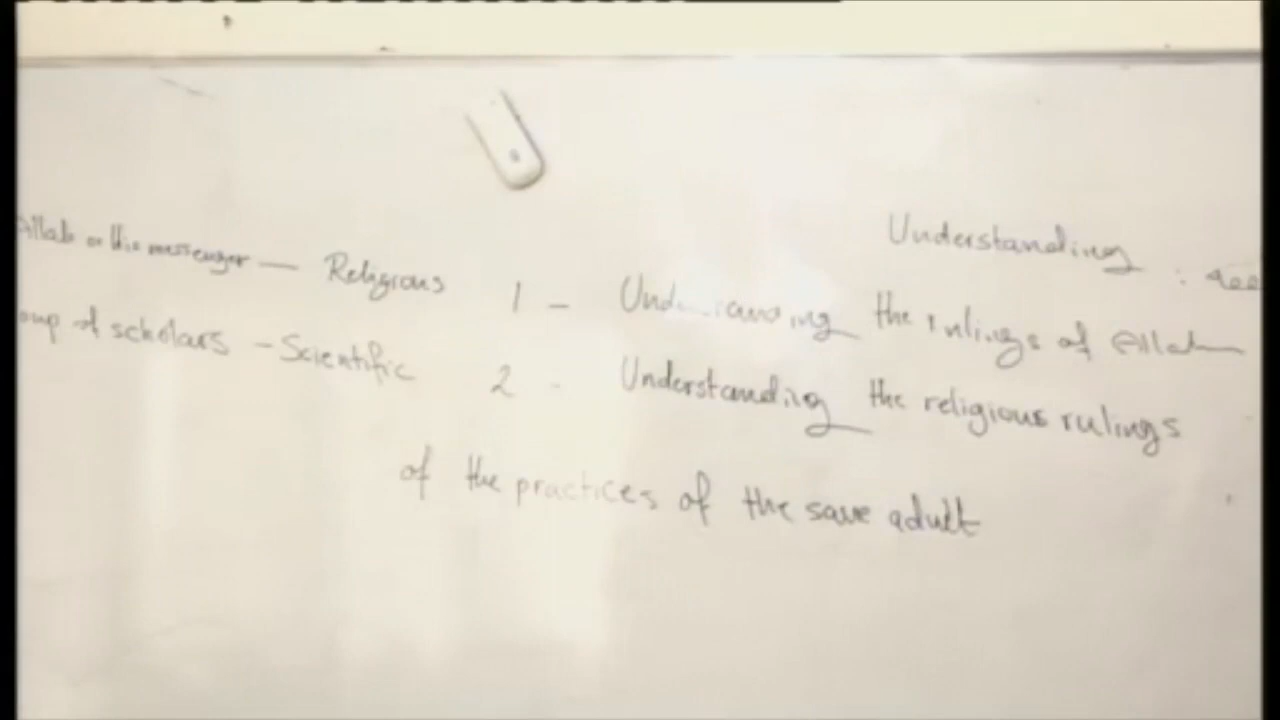 Understanding :
Allah or His messenger — Religious 1 - Understanding the rulings of Allah
of scholars - Scientific 2 - Understanding the religious rulings
of the practices of the sane adult